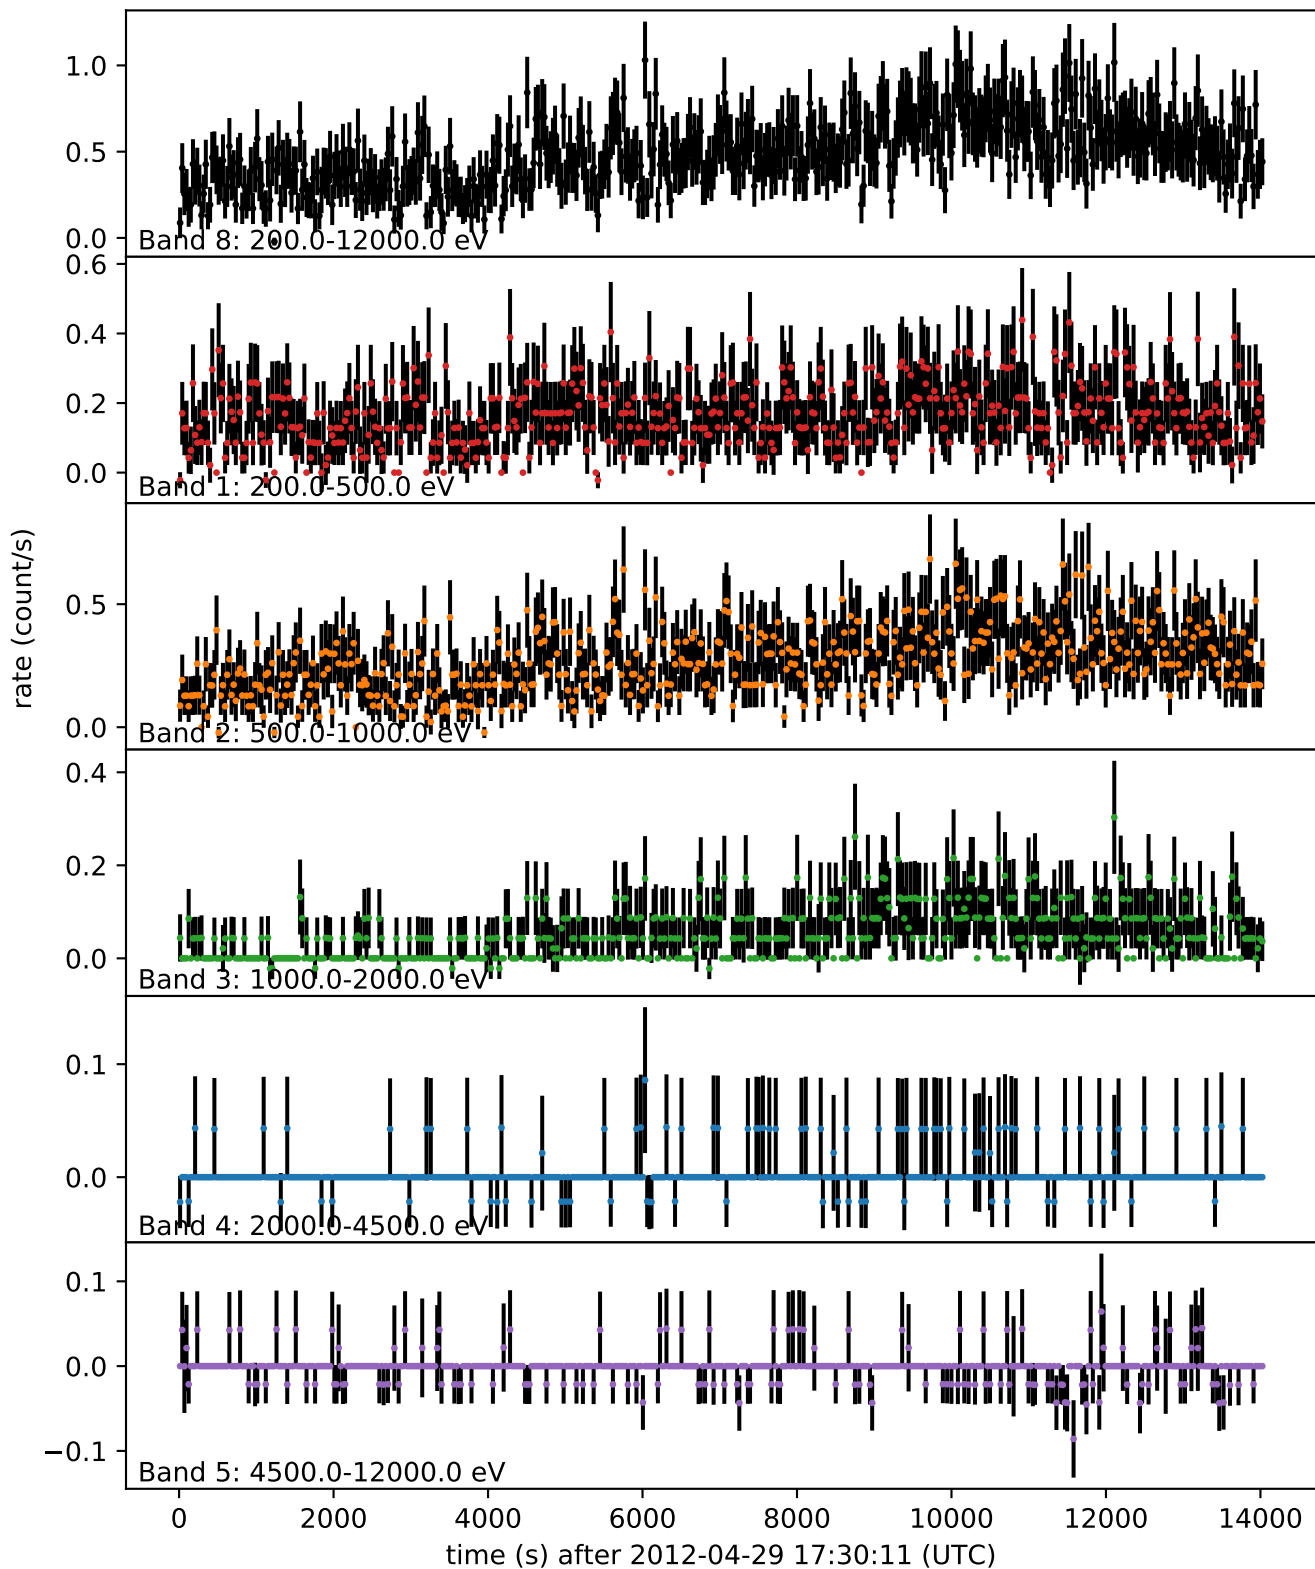 1.0
0.5
0.0
Band 8: 200.0-12000.0 eV
0.6
0.4
0.2
0.0
Band 1: 200.0-500.0 eV
0.5
0.0
Band 2: 500.0-1000.0 eV
rate (count/s)
0.4
0.2
0.0
Band 3: 1000.0-2000.0 eV
0.1
0.0
Band 4: 2000.0-4500.0 eV
0.1
0.0
−0.1
Band 5: 4500.0-12000.0 eV
0 2000 4000 6000 8000 10000 12000 14000
time (s) after 2012-04-29 17:30:11 (UTC)